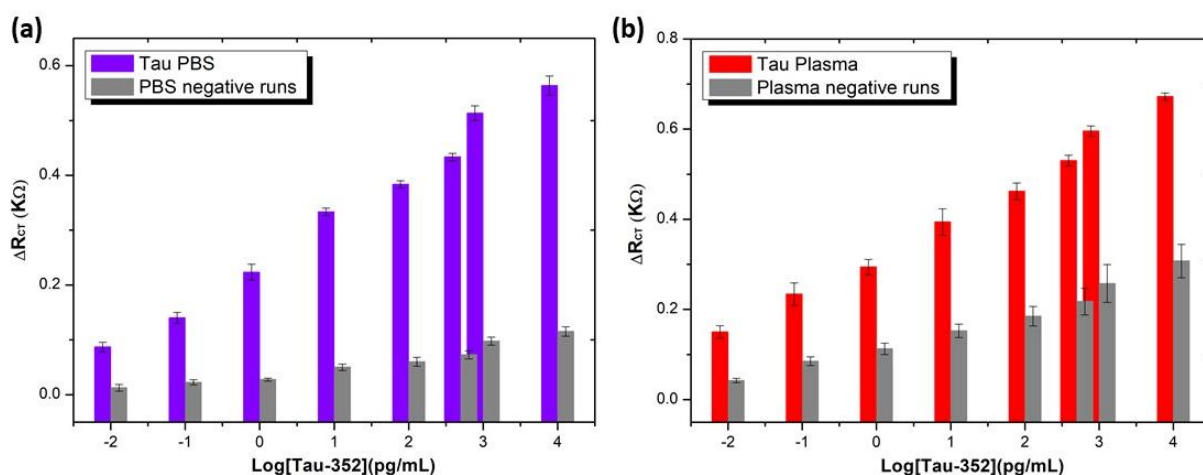 (a)
Tau PBS
PBS negative runs
0.6
0.4
0.2
0.0
ΔRCT (KΩ)
-2 -1 0 1 2 3 4
Log[Tau-352](pg/mL)
(b)
Tau Plasma
Plasma negative runs
0.8
0.6
0.4
0.2
0.0
ΔRCT (KΩ)
-2 -1 0 1 2 3 4
Log[Tau-352](pg/mL)